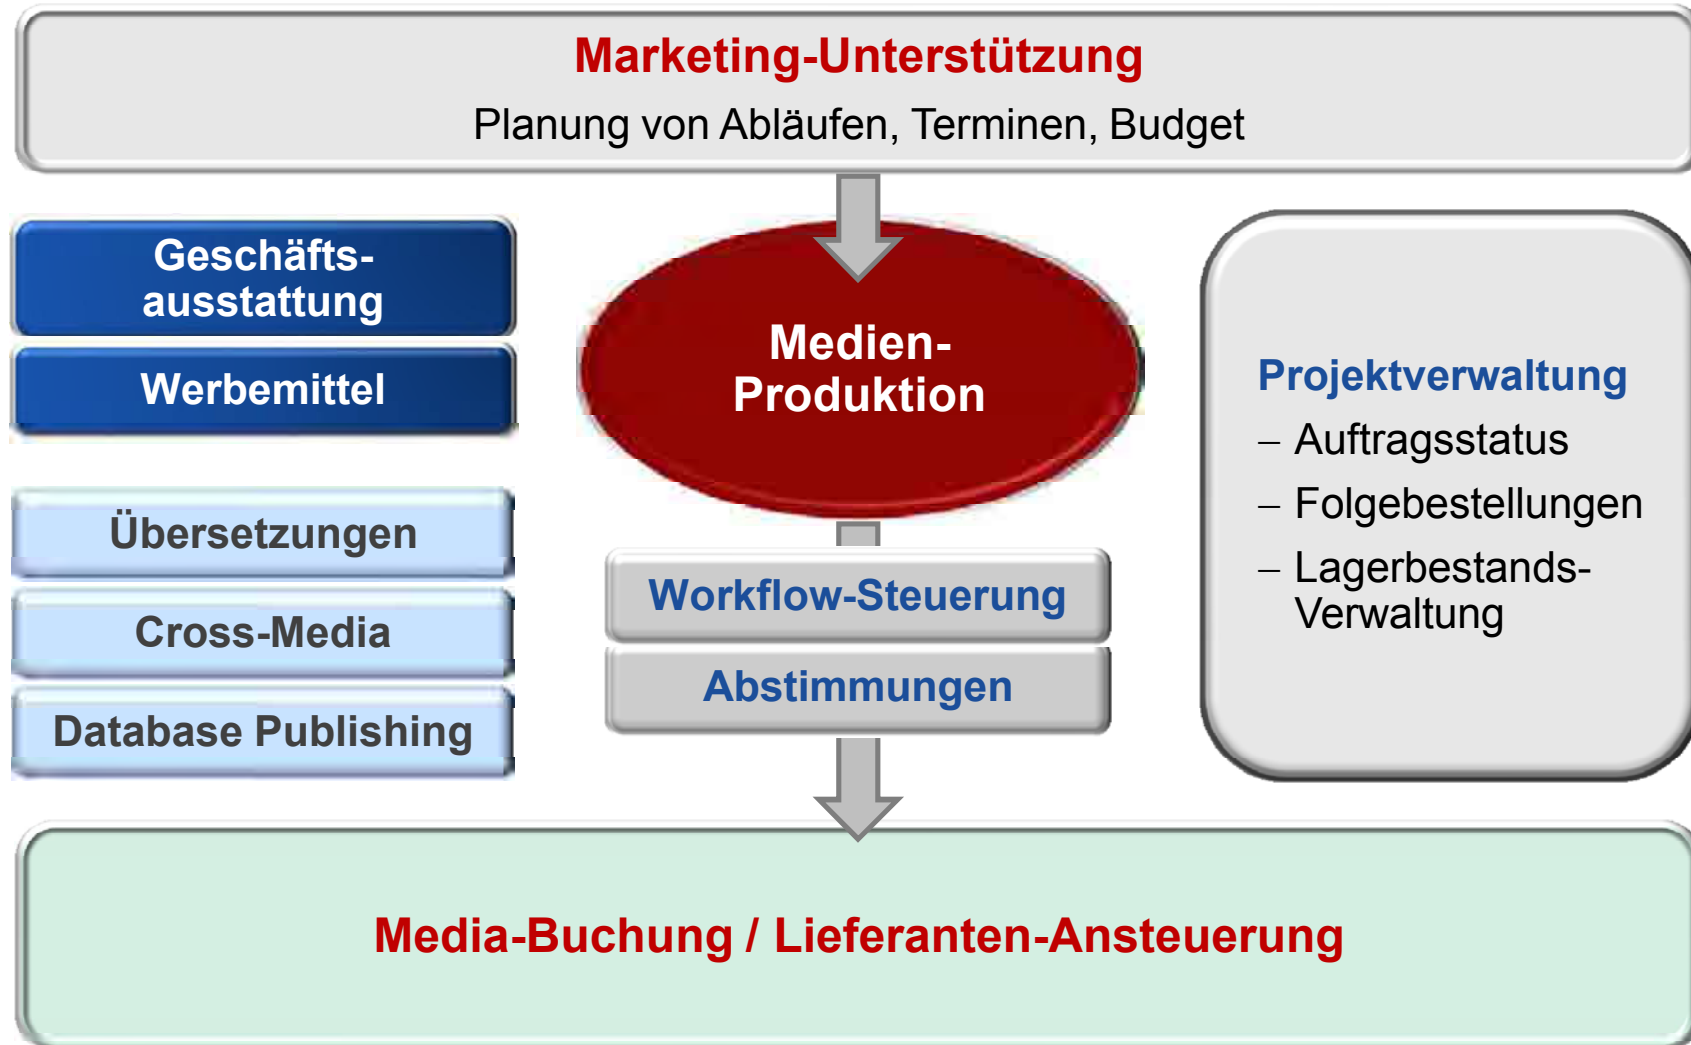 Marketing-Unterstützung
Planung von Abläufen, Terminen, Budget
Geschäfts-
ausstattung
Werbemittel
Übersetzungen
Cross-Media
Database Publishing
Medien-
Produktion
Workflow-Steuerung
Abstimmungen
Projektverwaltung
– Auftragsstatus
– Folgebestellungen
– Lagerbestands-
Verwaltung
Media-Buchung / Lieferanten-Ansteuerung